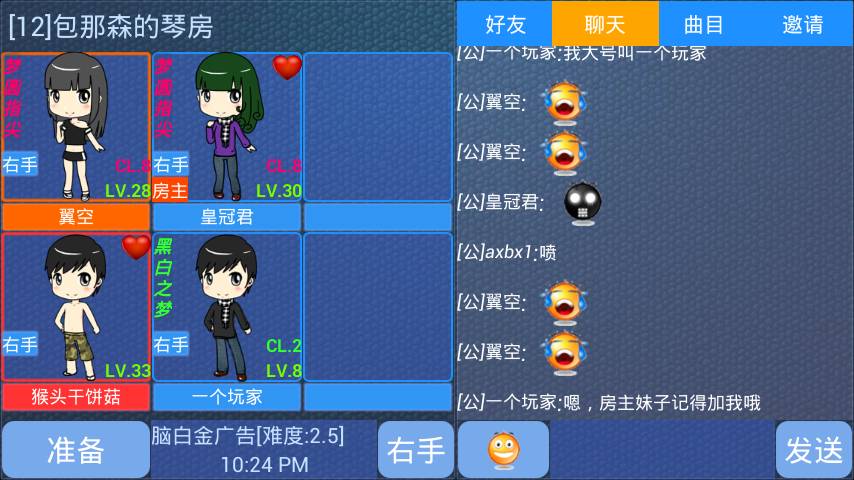 [12]包那森的琴房
梦圆指尖
右手
CL.8
LV.28
翼空
梦圆指尖
右手
房主
CL.8
LV.30
皇冠君
右手
LV.33
猴头干饼菇
黑白之梦
右手
CL.2
LV.8
一个玩家
准备
脑白金广告[难度:2.5]
10:24 PM
右手
好友 聊天 曲目 邀请
[公]一个玩家:我大号叫一个玩家
[公]翼空:
[公]翼空:
[公]皇冠君:
[公]axbx1:喷
[公]翼空:
[公]翼空:
[公]一个玩家:嗯，房主妹子记得加我哦
发送